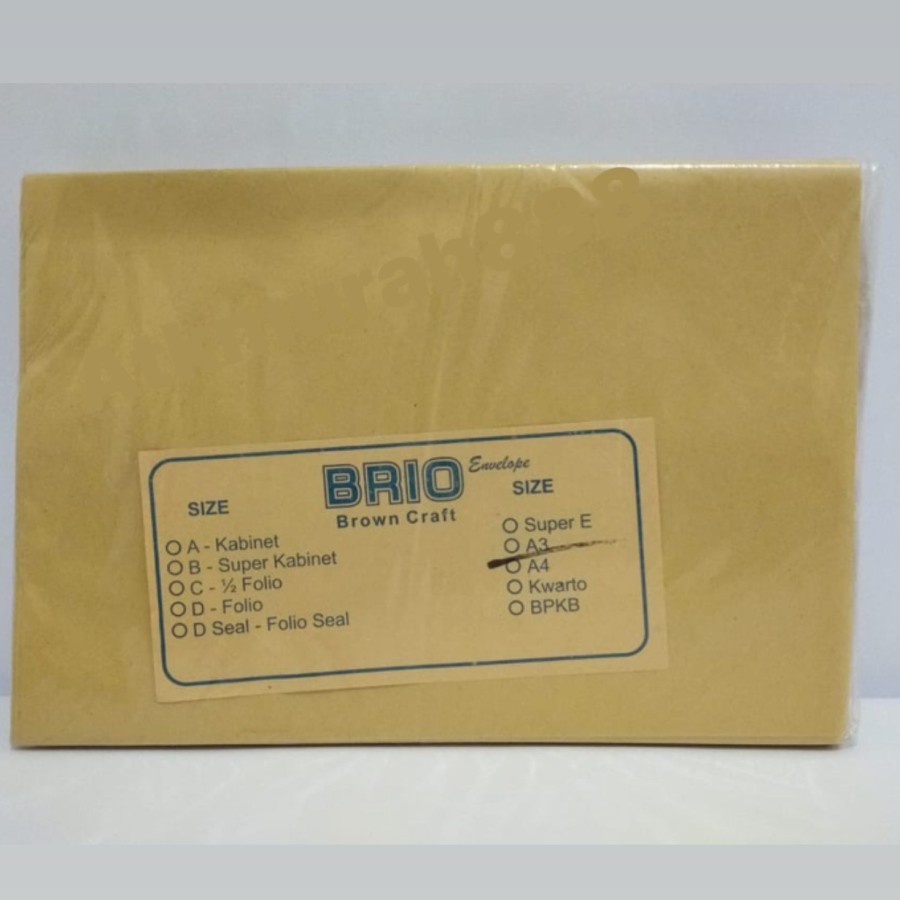 BRIO Envelope
Brown Craft
SIZE
A - Kabinet
B - Super Kabinet
C - ½ Folio
D - Folio
D Seal - Folio Seal
SIZE
Super E
A3
A4
Kwarto
BPKB